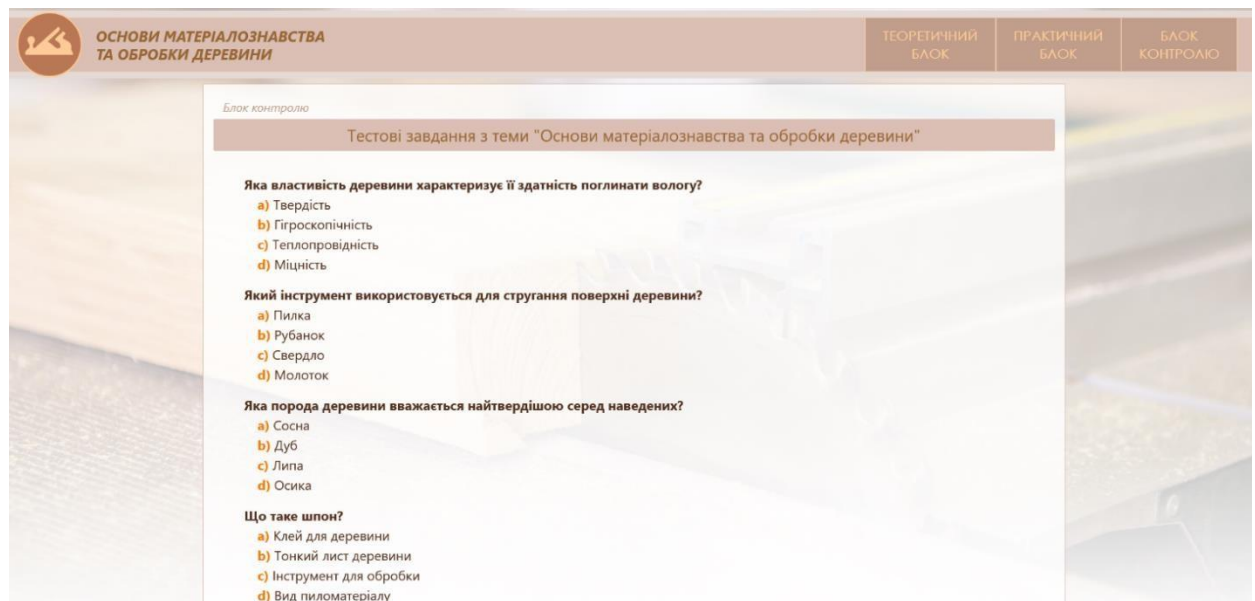 ОСНОВИ МАТЕРІАЛОЗНАВСТВА
ТА ОБРОБКИ ДЕРЕВИНИ
ТЕОРЕТИЧНИЙ
БЛОК
ПРАКТИЧНИЙ
БЛОК
БЛОК
КОНТРОЛЮ
Блок контролю
Тестові завдання з теми "Основи матеріалознавства та обробки деревини"
Яка властивість деревини характеризує її здатність поглинати вологу?
a) Твердість
b) Гігроскопічність
c) Теплопровідність
d) Міцність
Який інструмент використовується для стругання поверхні деревини?
a) Пилка
b) Рубанок
c) Свердло
d) Молоток
Яка порода деревини вважається найтвердішою серед наведених?
a) Сосна
b) Дуб
c) Липа
d) Осика
Що таке шпон?
a) Клей для деревини
b) Тонкий лист деревини
c) Інструмент для обробки
d) Вид пиломатеріалу